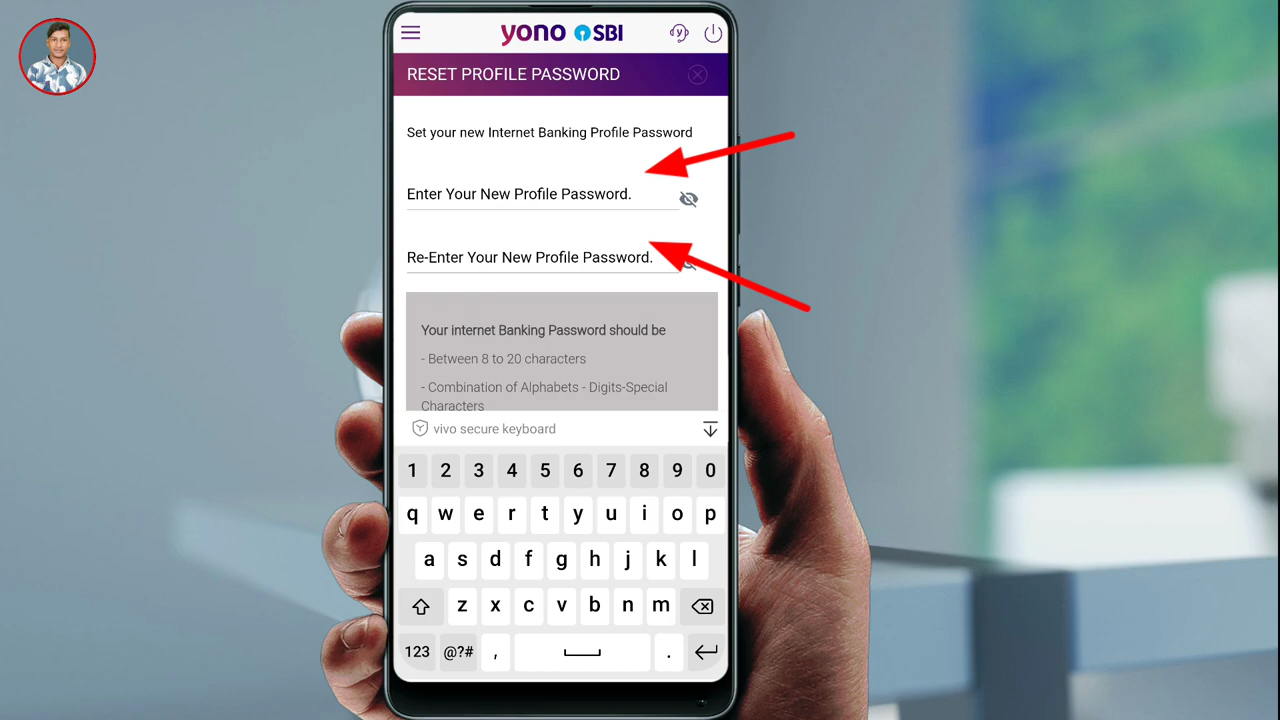 yono SBI
RESET PROFILE PASSWORD
Set your new Internet Banking Profile Password
Enter Your New Profile Password.
Re-Enter Your New Profile Password.
Your internet Banking Password should be
- Between 8 to 20 characters
- Combination of Alphabets - Digits-Special
Characters
vivo secure keyboard
1 2 3 4 5 6 7 8 9 0
q w e r t y u i o p
a s d f g h j k l
z x c v b n m
123 @?# , .